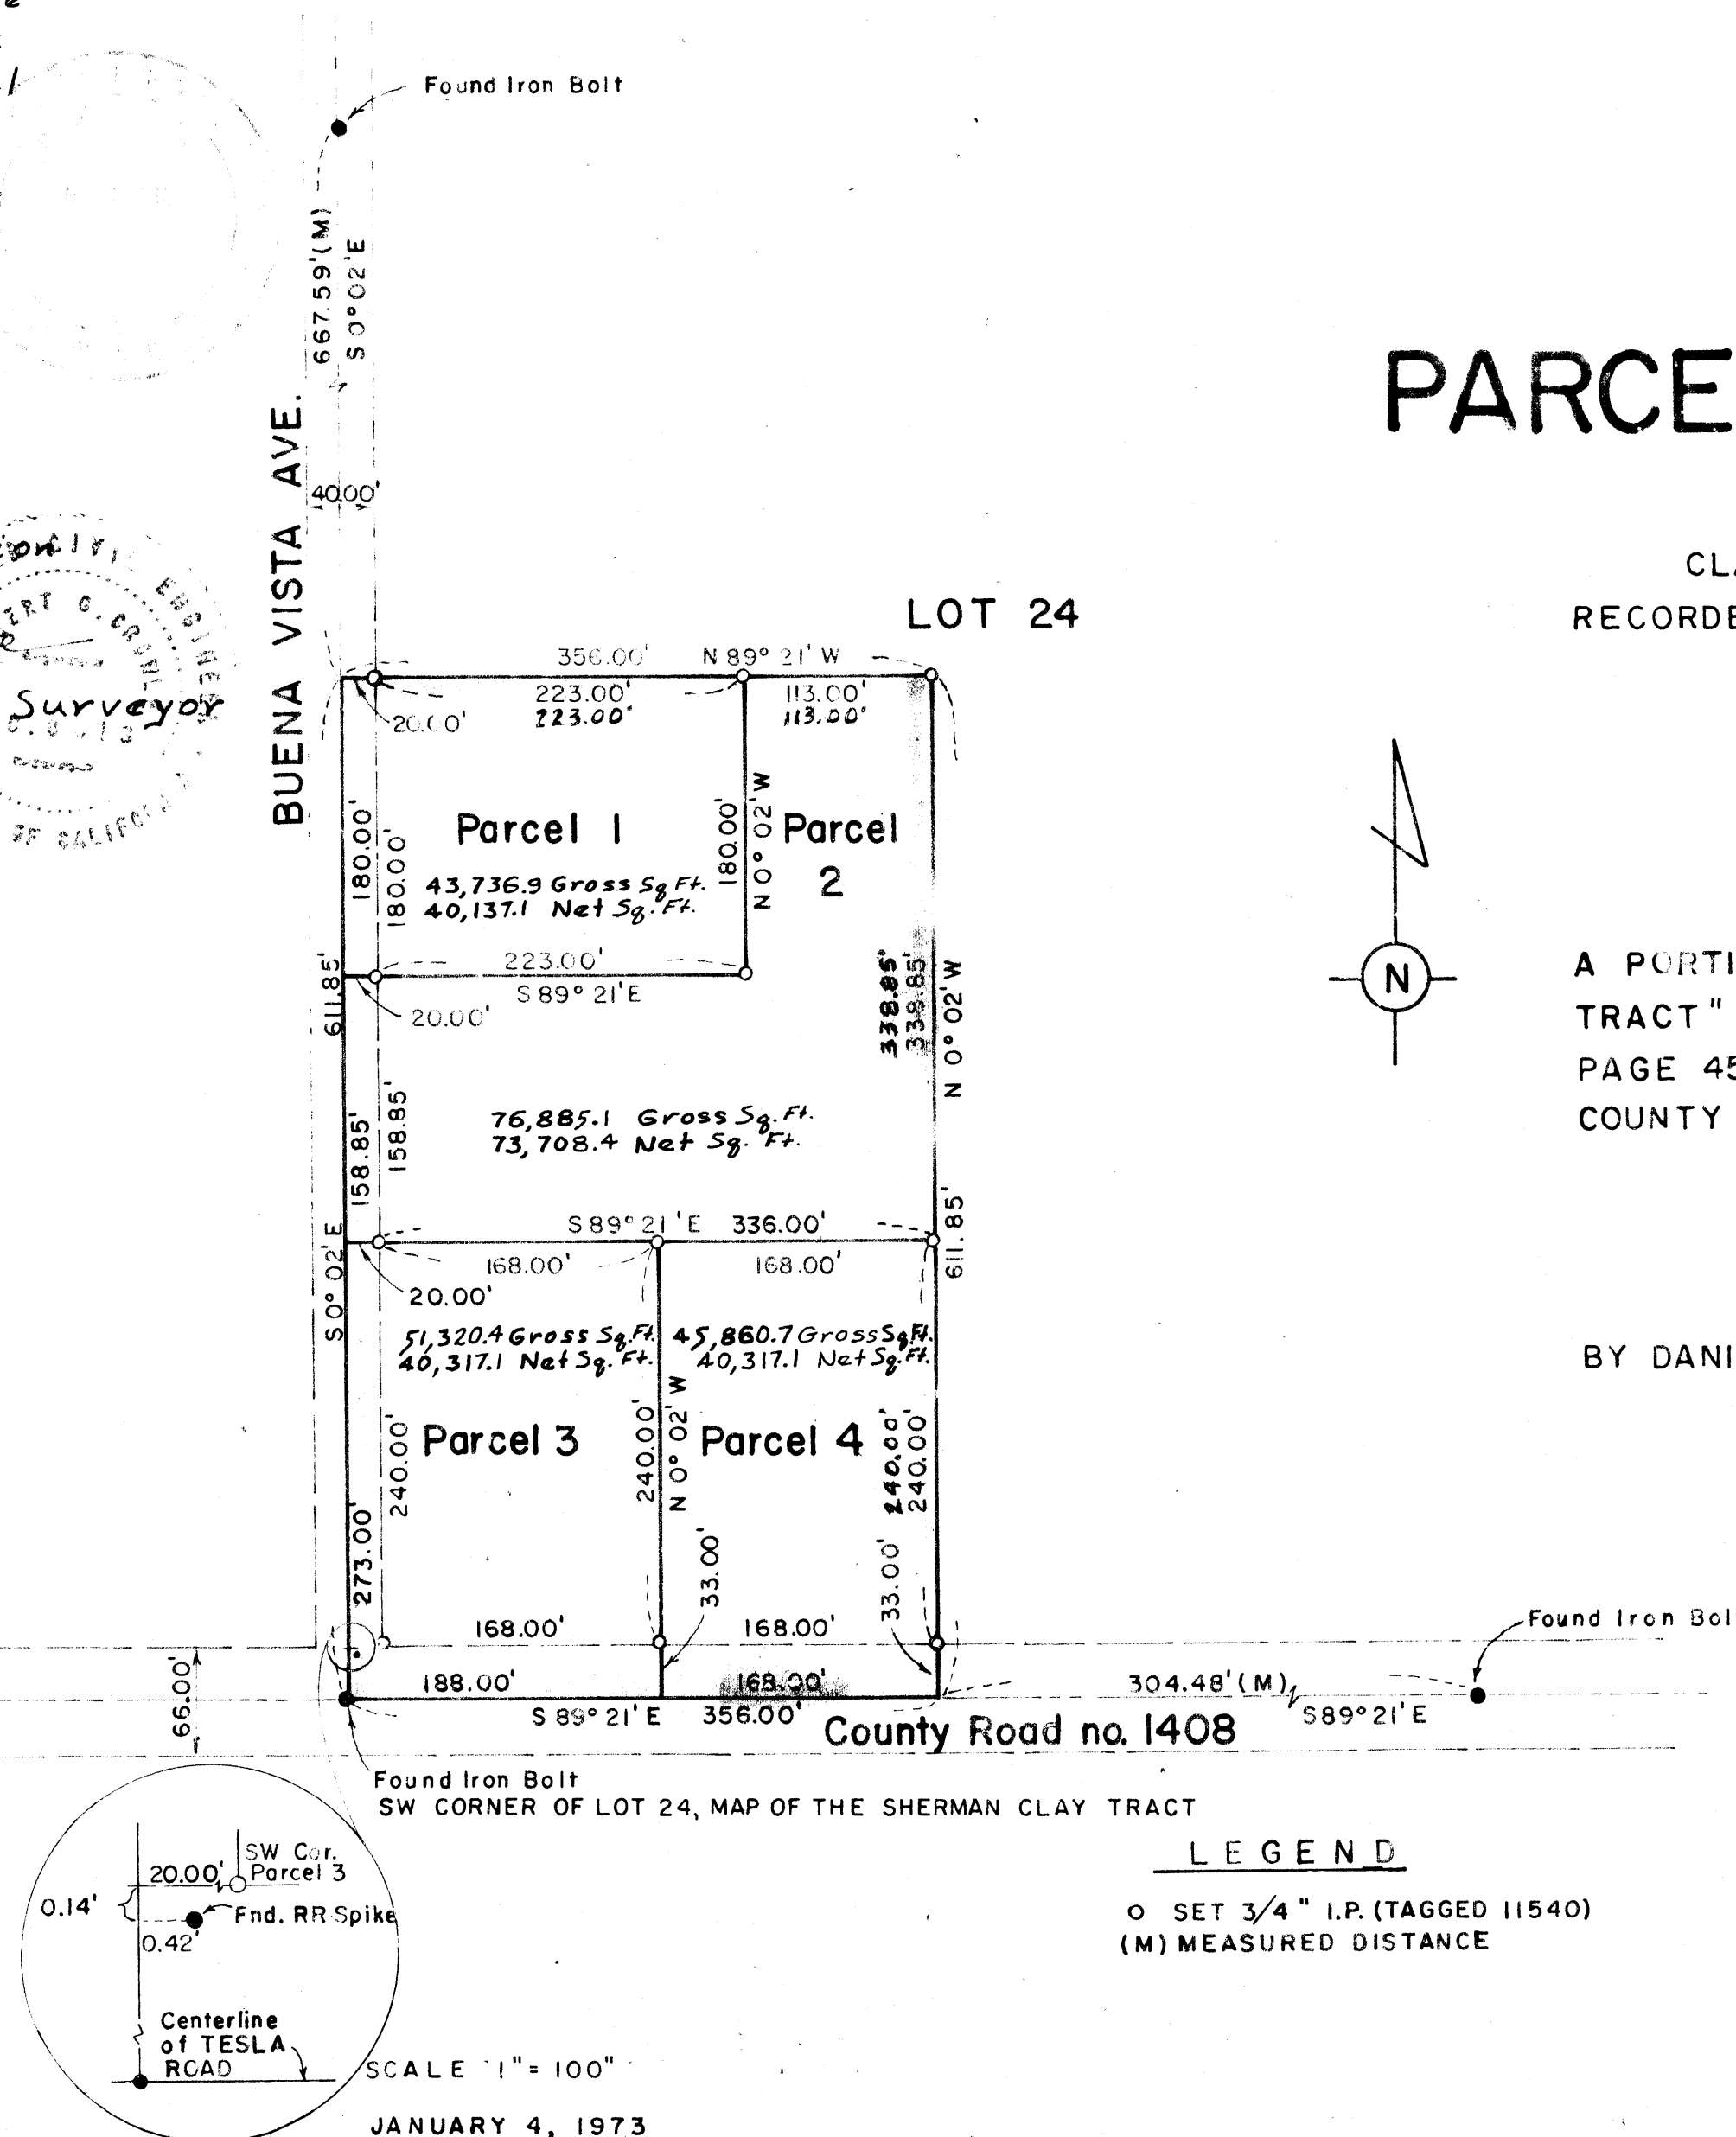 Found Iron Bolt
667.59'(M)
S 0° 02' E
PARCE
BUENA VISTA AVE.
40.00'
LOT 24
RECORDE
Surveyor
356.00' N 89° 21' W
223.00' 113.00'
223.00' 113.00'
20.00'
180.00'
180.00'
Parcel 1
43,736.9 Gross Sq Ft.
40,137.1 Net Sq. Ft.
180.00'
N 0° 02' W
Parcel
2
223.00'
S 89° 21' E
20.00'
611.85'
338.85'
338.85'
N 0° 02' W
N
A PORTI
TRACT"
PAGE 45
COUNTY
158.85'
158.85'
76,885.1 Gross Sq. Ft.
73,708.4 Net Sq. Ft.
S 0° 02' E
S 89° 21' E 336.00'
168.00' 168.00'
20.00'
611.85'
51,320.4 Gross Sq. Ft.
40,317.1 Net Sq. Ft.
45,860.7 Gross Sq. Ft.
40,317.1 Net Sq. Ft.
BY DANI
Parcel 3
Parcel 4
273.00'
240.00'
240.00'
N 0° 02' W
240.00'
240.00'
33.00'
33.00'
168.00' 168.00'
188.00' 168.00'
S 89° 21' E 356.00'
66.00'
304.48' (M)
S 89° 21' E
Found Iron Bol
County Road no. 1408
Found Iron Bolt
SW CORNER OF LOT 24, MAP OF THE SHERMAN CLAY TRACT
SW Cor.
Parcel 3
20.00'
0.14'
Fnd. RR Spike
0.42'
Centerline
of TESLA
ROAD
LEGEND
O SET 3/4" I.P. (TAGGED 11540)
(M) MEASURED DISTANCE
SCALE 1" = 100"
JANUARY 4, 1973